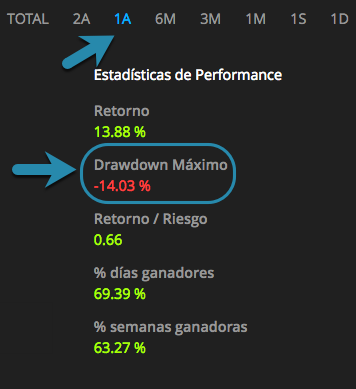 TOTAL 2A 1A 6M 3M 1M 1S 1D
Estadísticas de Performance
Retorno
13.88 %
Drawdown Máximo
-14.03 %
Retorno / Riesgo
0.66
% días ganadores
69.39 %
% semanas ganadoras
63.27 %